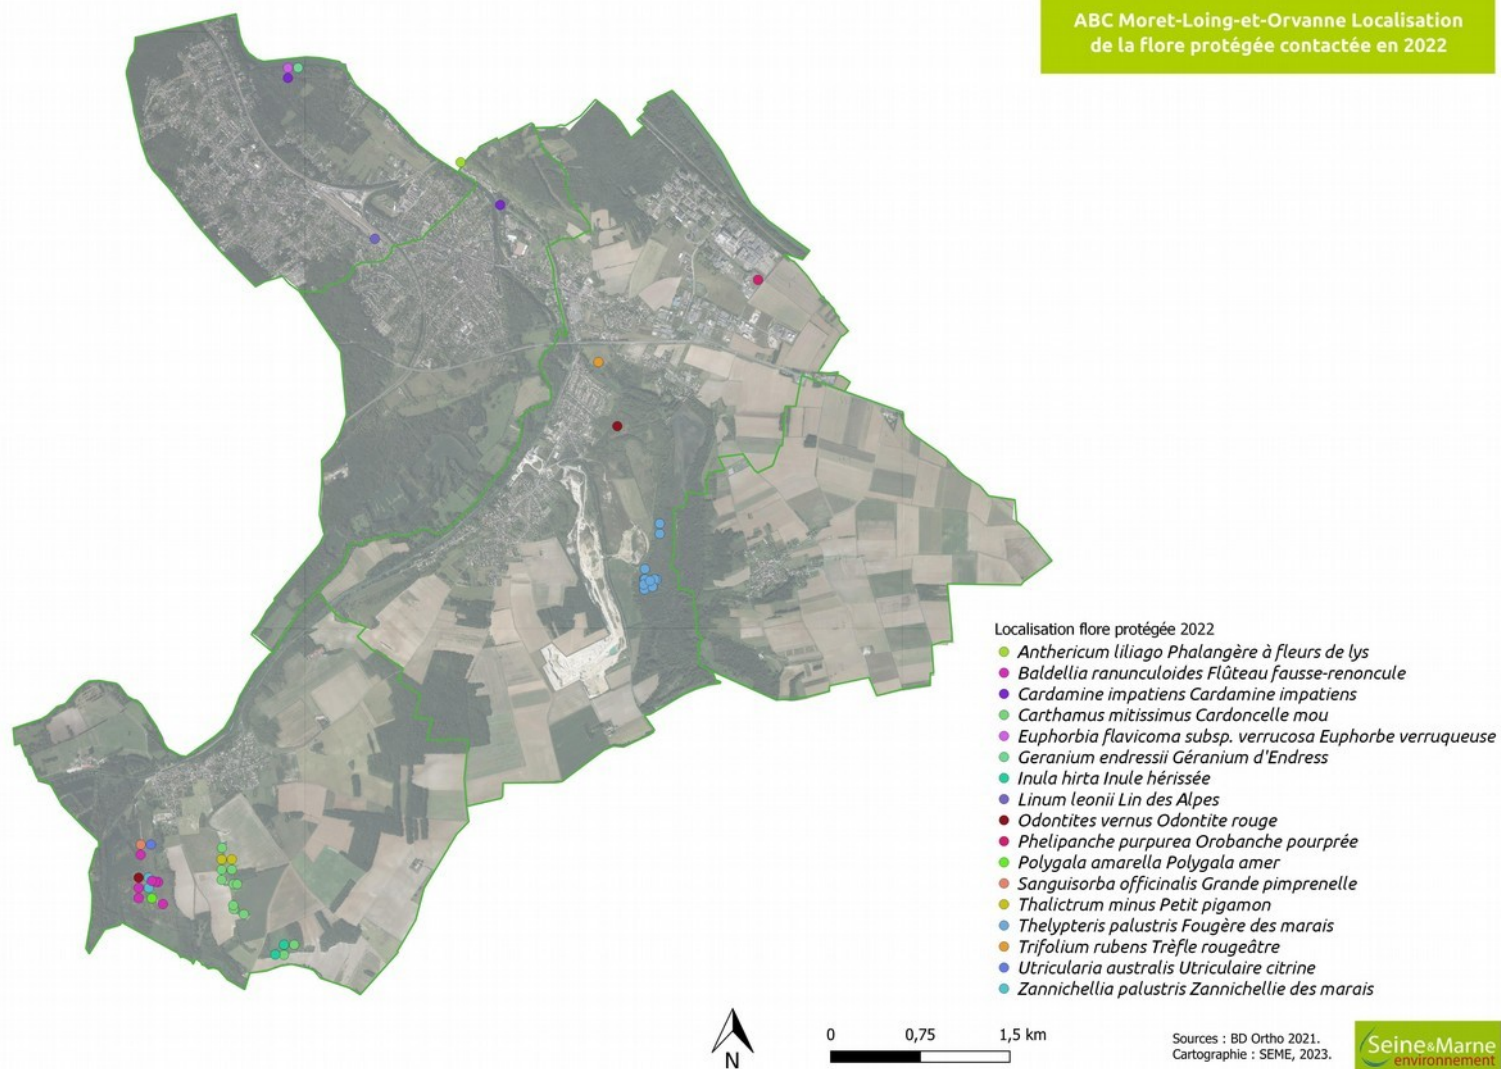 ABC Moret-Loing-et-Orvanne Localisation
de la flore protégée contactée en 2022
Localisation flore protégée 2022
Anthericum liliago Phalangère à fleurs de lys
Baldellia ranunculoides Flûteau fausse-renoncule
Cardamine impatiens Cardamine impatiens
Carthamus mitissimus Cardoncelle mou
Euphorbia flavicoma subsp. verrucosa Euphorbe verruqueuse
Geranium endressii Géranium d'Endress
Inula hirta Inule hérissée
Linum leonii Lin des Alpes
Odontites vernus Odontite rouge
Phelipanche purpurea Orobanche pourprée
Polygala amarella Polygala amer
Sanguisorba officinalis Grande pimprenelle
Thalictrum minus Petit pigamon
Thelypteris palustris Fougère des marais
Trifolium rubens Trèfle rougeâtre
Utricularia australis Utriculaire citrine
Zannichellia palustris Zannichellie des marais
N
0 0,75 1,5 km
Sources : BD Ortho 2021.
Cartographie : SEME, 2023.
Seine&Marne
environnement